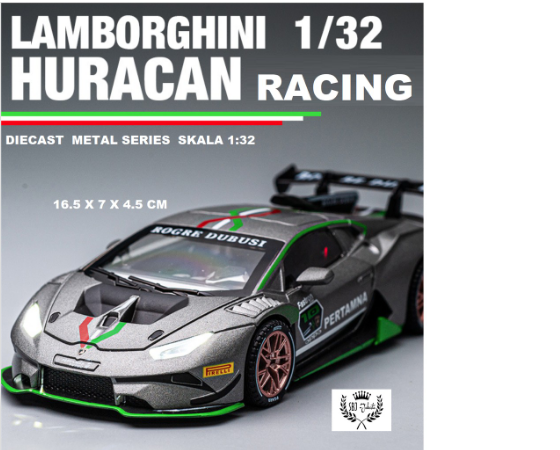 LAMBORGHINI 1/32
HURACAN RACING
DIECAST METAL SERIES SKALA 1:32
16.5 X 7 X 4.5 CM
ROGRE DUBUSI
PERTAMNA
PIRELLI